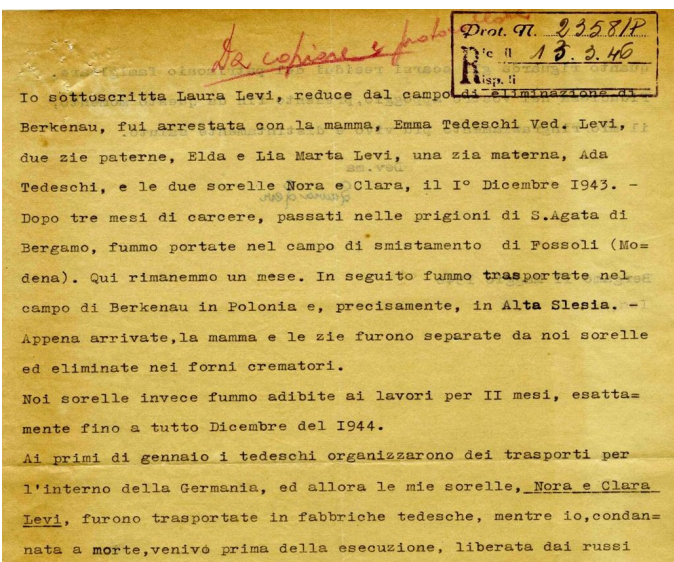 Da copiare e protocollare
Prot. N. 2358/P
Ric. il 13.3.46
Risp. il
Io sottoscritta Laura Levi, reduce dal campo di eliminazione di
Berkenau, fui arrestata con la mamma, Emma Tedeschi Ved. Levi,
due zie paterne, Elda e Lia Marta Levi, una zia materna, Ada
Tedeschi, e le due sorelle Nora e Clara, il I° Dicembre I943. -
Dopo tre mesi di carcere, passati nelle prigioni di S.Agata di
Bergamo, fummo portate nel campo di smistamento di Fossoli (Mo=
dena). Qui rimanemmo un mese. In seguito fummo trasportate nel
campo di Berkenau in Polonia e, precisamente, in Alta Slesia. -
Appena arrivate,la mamma e le zie furono separate da noi sorelle
ed eliminate nei forni crematori.
Noi sorelle invece fummo adibite ai lavori per II mesi, esatta=
mente fino a tutto Dicembre del I944.
Ai primi di gennaio i tedeschi organizzarono dei trasporti per
l'interno della Germania, ed allora le mie sorelle, Nora e Clara
Levi, furono trasportate in fabbriche tedesche, mentre io,condan=
nata a morte,venivo prima della esecuzione, liberata dai russi